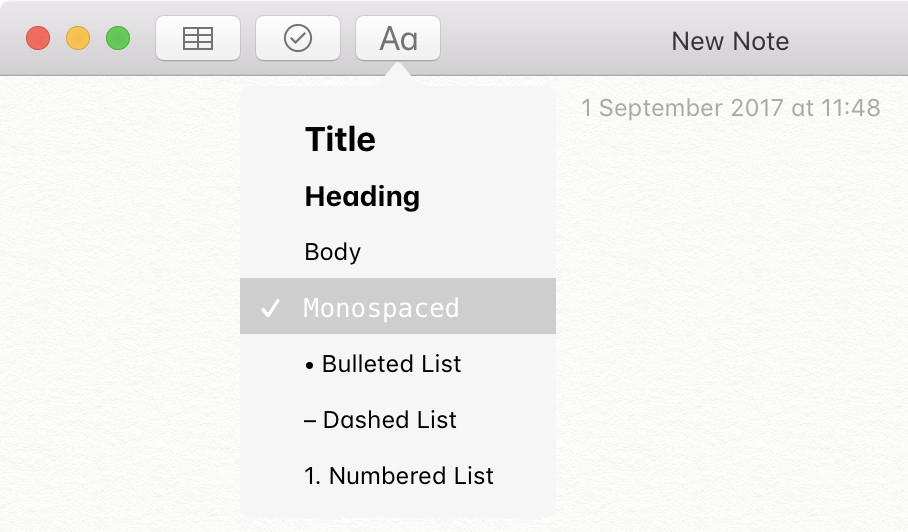 Aa
New Note
1 September 2017 at 11:48
Title
Heading
Body
✓ Monospaced
• Bulleted List
– Dashed List
1. Numbered List